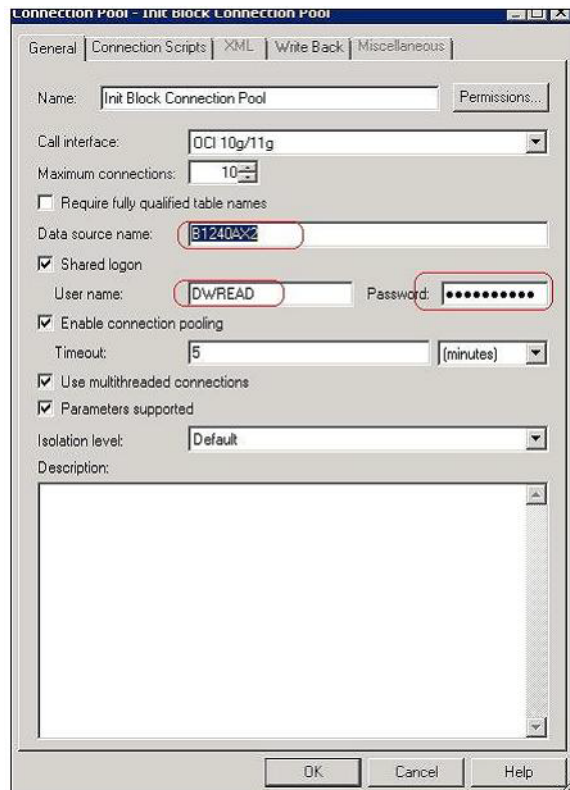 Connection Pool - Init Block Connection Pool
General Connection Scripts XML Write Back Miscellaneous
Name: Init Block Connection Pool Permissions...
Call interface: OCI 10g/11g
Maximum connections: 10
Require fully qualified table names
Data source name: B1240AX2
Shared logon
User name: DWREAD Password: ●●●●●●●●●●
Enable connection pooling
Timeout: 5 (minutes)
Use multithreaded connections
Parameters supported
Isolation level: Default
Description:
OK Cancel Help